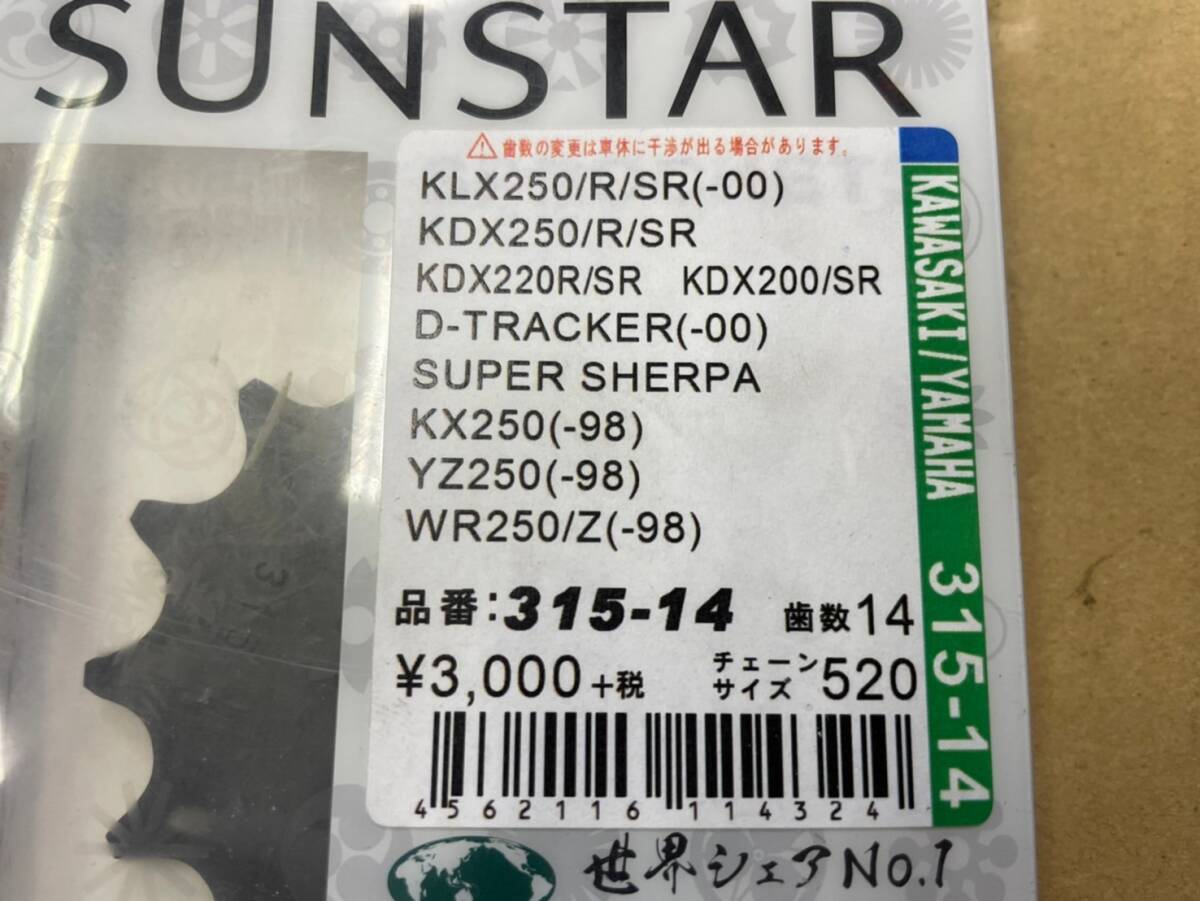 SUNSTAR
⚠歯数の変更は車体に干渉が出る場合があります。
KLX250/R/SR(-00)
KDX250/R/SR
KDX220R/SR KDX200/SR
D-TRACKER(-00)
SUPER SHERPA
KX250(-98)
YZ250(-98)
WR250/Z(-98)
品番:315-14 歯数14
¥3,000+税 チェーンサイズ520
4562116114324
KAWASAKI/YAMAHA 315-14
世界シェアNo.1